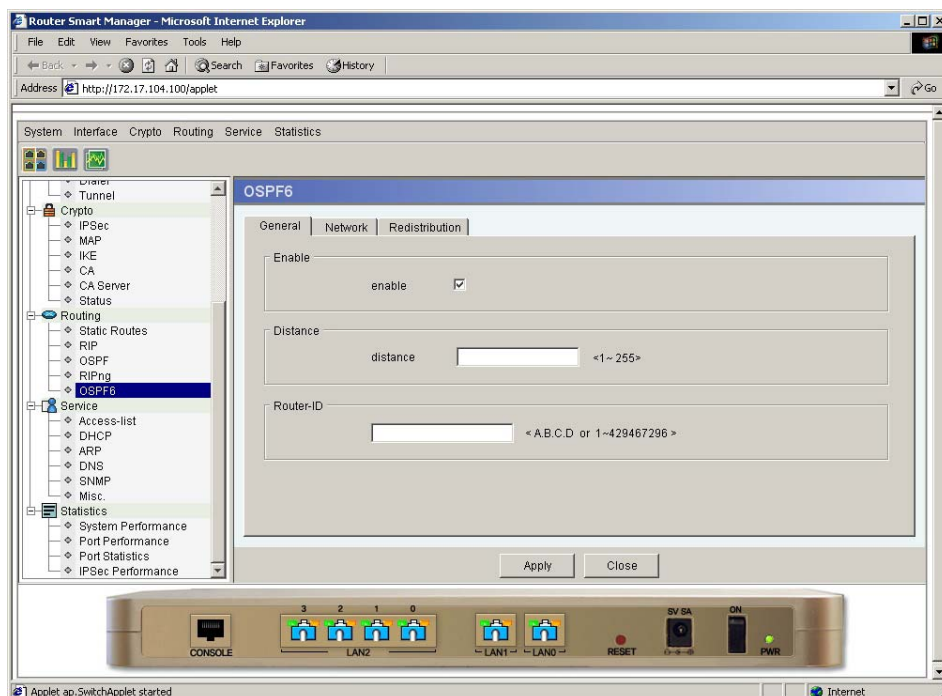 Router Smart Manager - Microsoft Internet Explorer
File Edit View Favorites Tools Help
Back Search Favorites History
Address http://172.17.104.100/applet Go
System Interface Crypto Routing Service Statistics
Dialer
Tunnel
Crypto
IPSec
MAP
IKE
CA
CA Server
Status
Routing
Static Routes
RIP
OSPF
RIPng
OSPF6
Service
Access-list
DHCP
ARP
DNS
SNMP
Misc.
Statistics
System Performance
Port Performance
Port Statistics
IPSec Performance
OSPF6
General Network Redistribution
Enable
enable
Distance
distance <1~ 255>
Router-ID
< A.B.C.D or 1~429467296 >
Apply Close
3 2 1 0
5V 5A ON
CONSOLE LAN2 LAN1 LAN0 RESET PWR
Applet ap.SwitchApplet started Internet